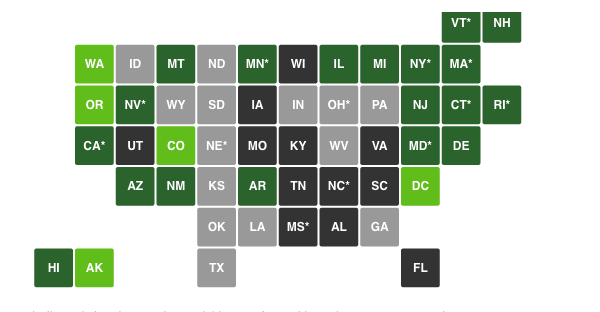 VT* NH
WA ID MT ND MN* WI IL MI NY* MA*
OR NV* WY SD IA IN OH* PA NJ CT* RI*
CA* UT CO NE* MO KY WV VA MD* DE
AZ NM KS AR TN NC* SC DC
OK LA MS* AL GA
HI AK TX FL